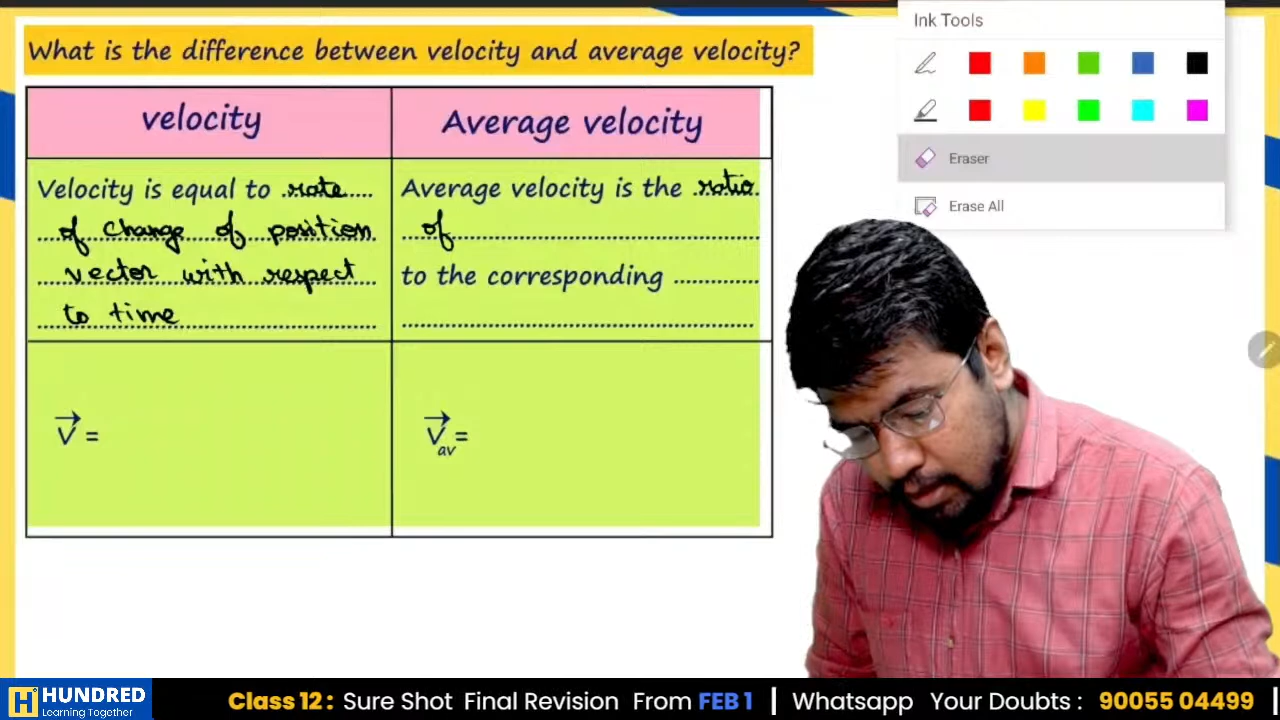 What is the difference between velocity and average velocity?
Ink Tools
Eraser
Erase All
velocity
Velocity is equal to ..rate.....
of change of position
vector with respect
to time
V =
Average velocity
Average velocity is the ..ratio..
of
to the corresponding ..............
V av =
HUNDRED
Learning Together
Class 12 : Sure Shot Final Revision From FEB 1 | Whatsapp Your Doubts : 90055 04499 |